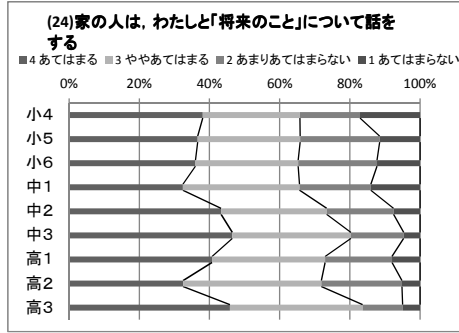 (24)家の人は，わたしと「将来のこと」について話を
する
■4 あてはまる ■3 ややあてはまる ■2 あまりあてはまらない ■1 あてはまらない
0% 20% 40% 60% 80% 100%
小4
小5
小6
中1
中2
中3
高1
高2
高3